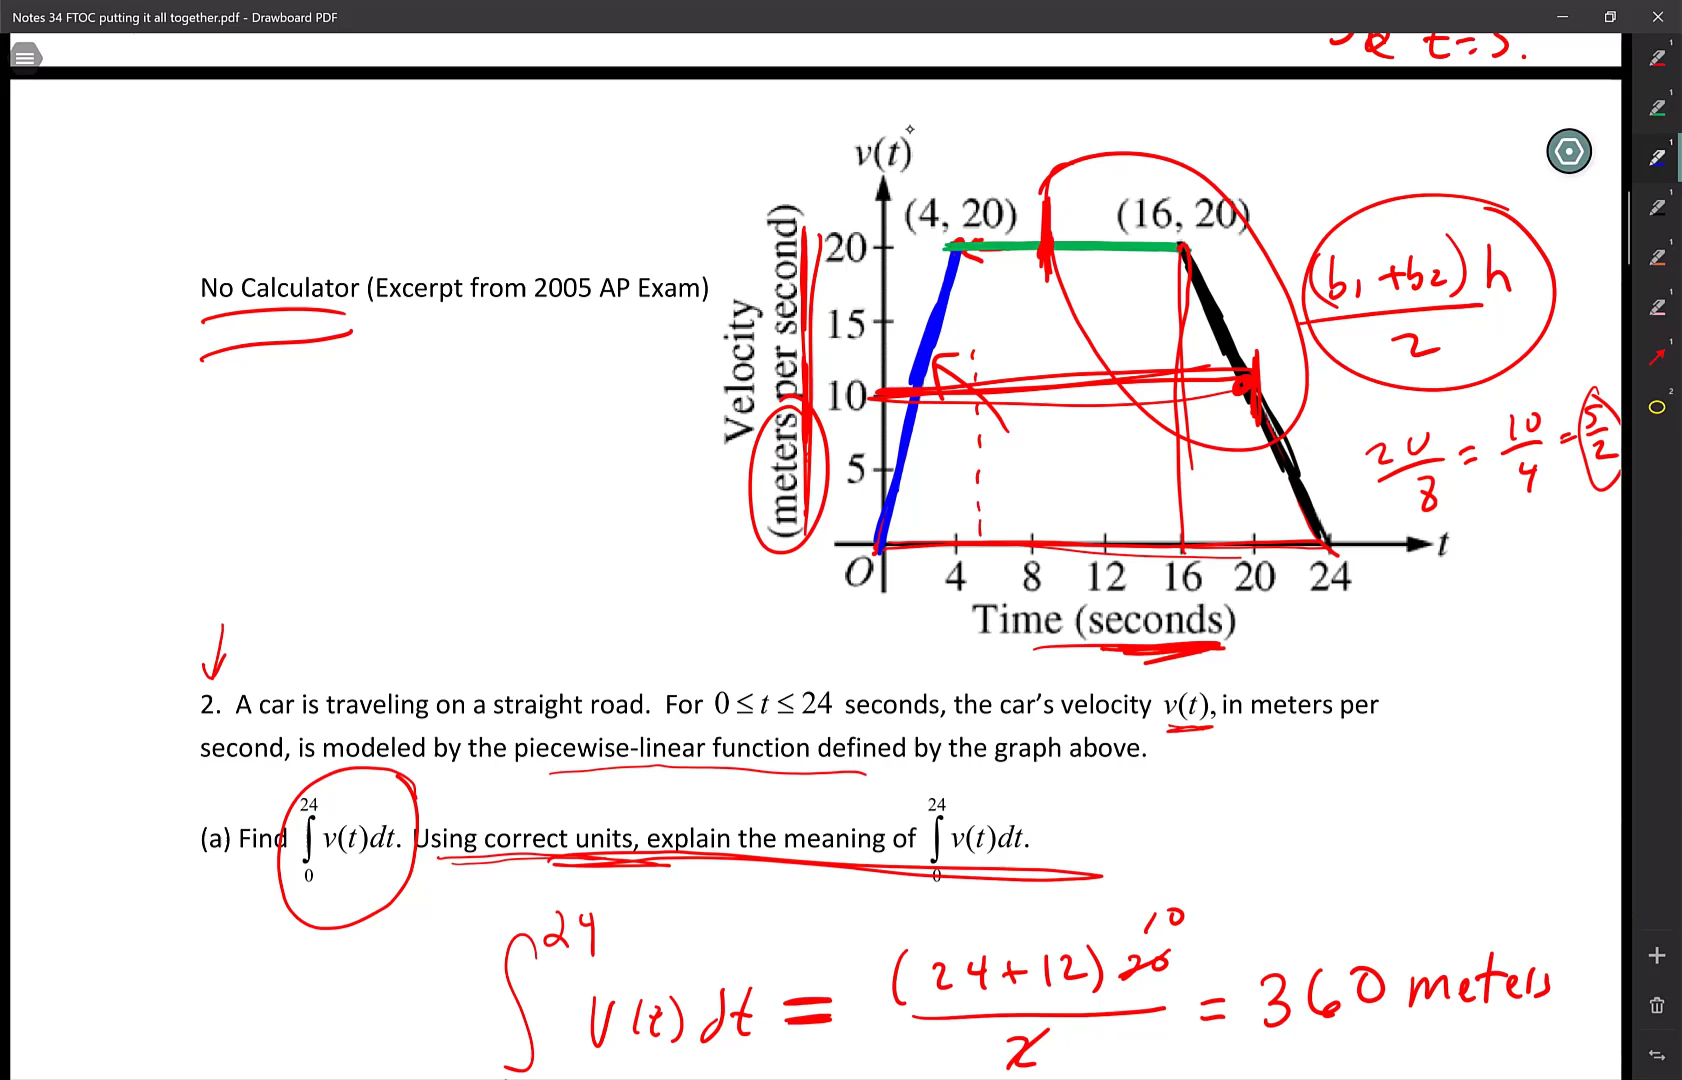 Notes 34 FTOC putting it all together.pdf - Drawboard PDF
t=5.
v(t)
(4, 20)
(16, 20)
20
15
10
5
Velocity
(meters per second)
O
4 8 12 16 20 24
t
Time (seconds)
No Calculator (Excerpt from 2005 AP Exam)
(b₁ + b₂) h
2
20/8 = 10/4 = 5/2
2. A car is traveling on a straight road. For 0 ≤ t ≤ 24 seconds, the car's velocity v(t), in meters per
second, is modeled by the piecewise-linear function defined by the graph above.
(a) Find ∫₀²⁴ v(t)dt. Using correct units, explain the meaning of ∫₀²⁴ v(t)dt.
∫²⁴ v(t) dt = (24+12) 20 10 / 2 = 360 meters